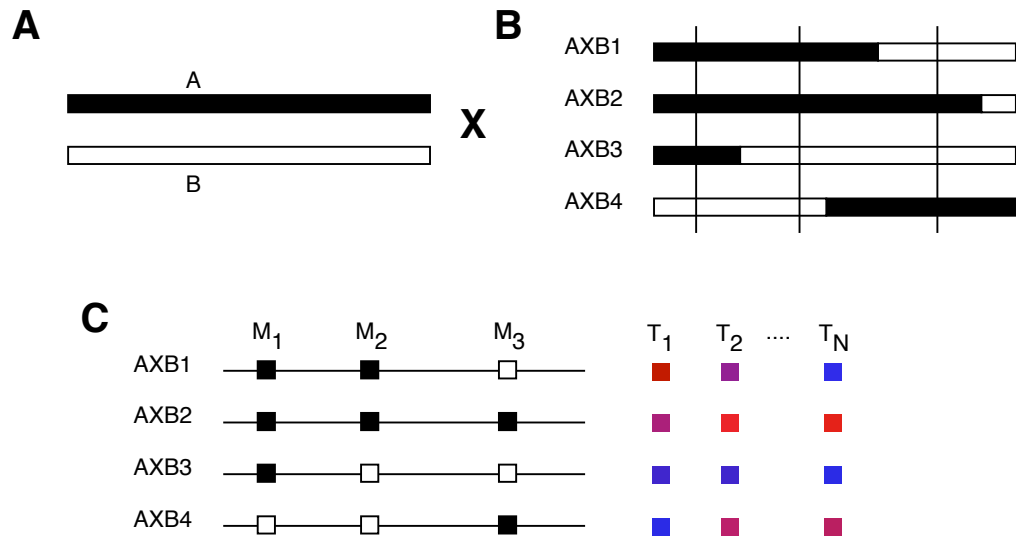 A
A
X
B
B
AXB1
AXB2
AXB3
AXB4
C
M1 M2 M3 T1 T2 .... TN
AXB1
AXB2
AXB3
AXB4